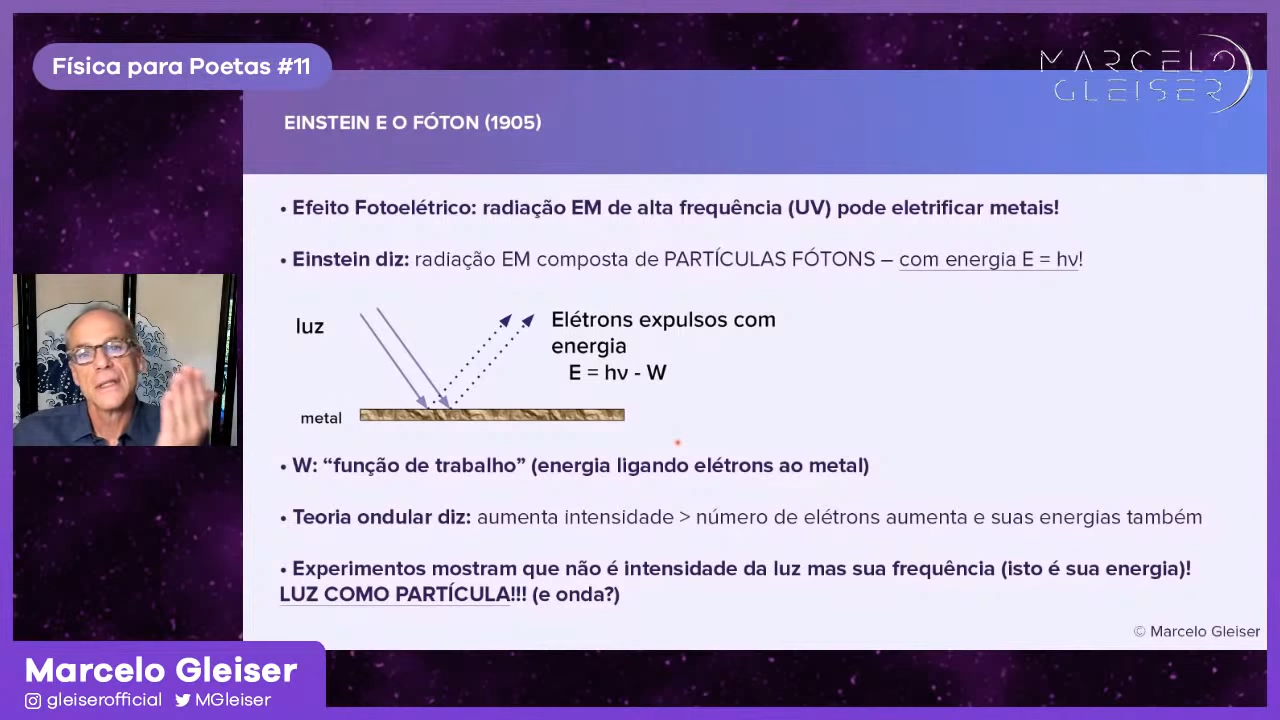 Física para Poetas #11
MARCELO
GLEISER
EINSTEIN E O FÓTON (1905)
• Efeito Fotoelétrico: radiação EM de alta frequência (UV) pode eletrificar metais!
• Einstein diz: radiação EM composta de PARTÍCULAS FÓTONS – com energia E = hν!
luz
Elétrons expulsos com
energia
E = hν - W
metal
• W: “função de trabalho” (energia ligando elétrons ao metal)
• Teoria ondular diz: aumenta intensidade > número de elétrons aumenta e suas energias também
• Experimentos mostram que não é intensidade da luz mas sua frequência (isto é sua energia)!
LUZ COMO PARTÍCULA!!! (e onda?)
© Marcelo Gleiser
Marcelo Gleiser
gleiserofficial MGleiser